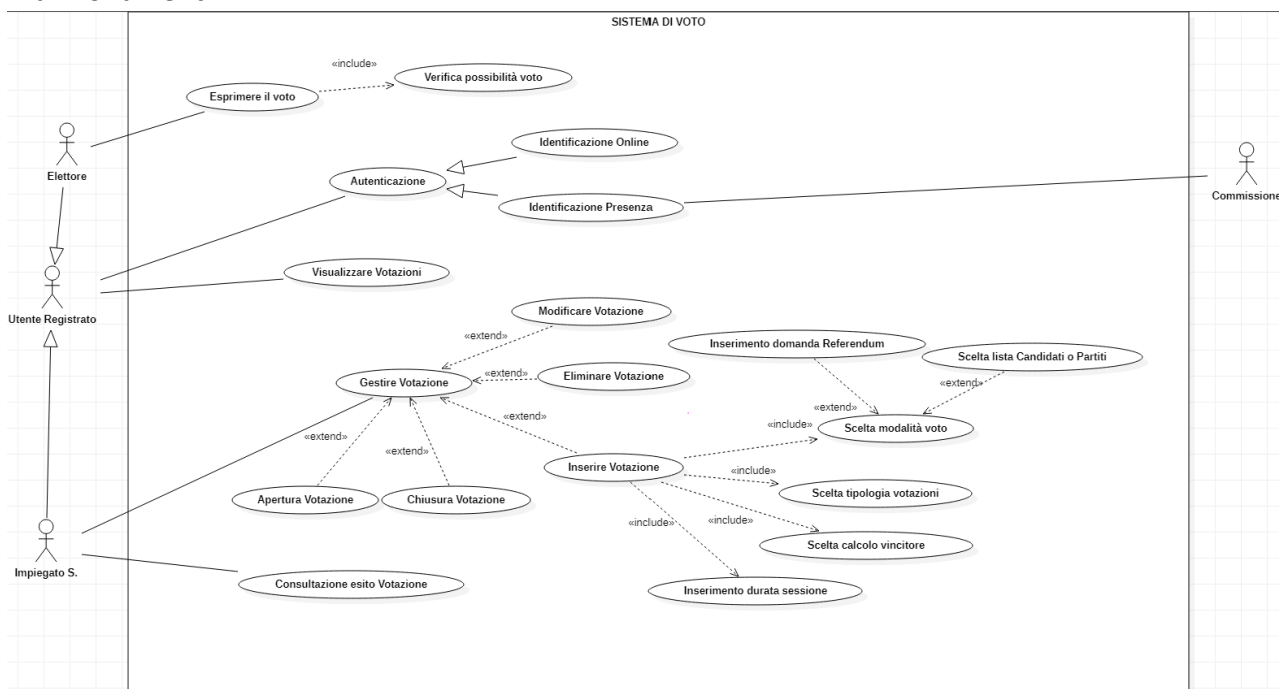 SISTEMA DI VOTO
«include»
Verifica possibilità voto
Esprimere il voto
Elettore
Identificazione Online
Autenticazione
Identificazione Presenza
Commissione
Visualizzare Votazioni
Utente Registrato
Modificare Votazione
«extend»
Inserimento domanda Referendum
Scelta lista Candidati o Partiti
Gestire Votazione
«extend»
Eliminare Votazione
«extend»
«extend»
«extend»
«include»
Scelta modalità voto
«extend»
«extend»
Inserire Votazione
«include»
Apertura Votazione
Chiusura Votazione
Scelta tipologia votazioni
«include»
«include»
Scelta calcolo vincitore
Impiegato S.
Consultazione esito Votazione
Inserimento durata sessione